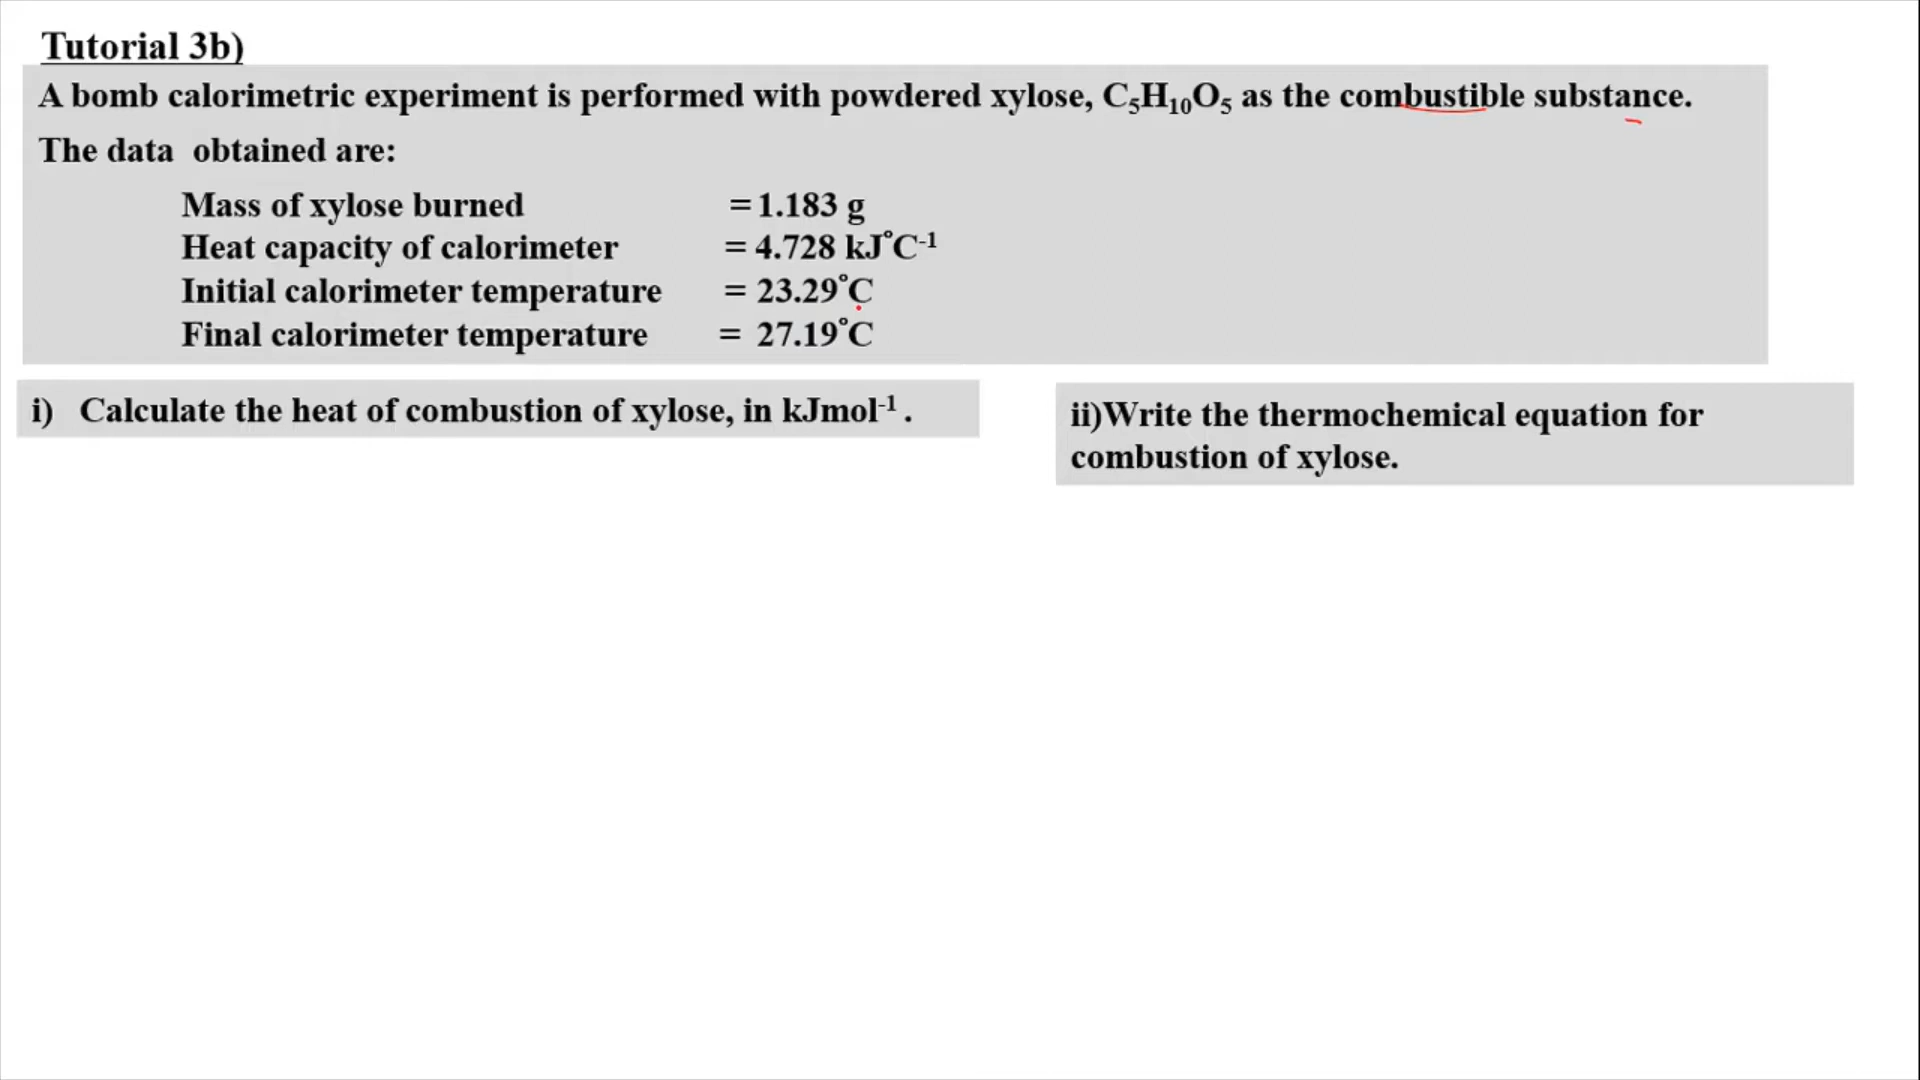 Tutorial 3b)
A bomb calorimetric experiment is performed with powdered xylose, C₅H₁₀O₅ as the combustible substance.
The data obtained are:
Mass of xylose burned = 1.183 g
Heat capacity of calorimeter = 4.728 kJ°C⁻¹
Initial calorimeter temperature = 23.29°C
Final calorimeter temperature = 27.19°C
i) Calculate the heat of combustion of xylose, in kJmol⁻¹ .
ii)Write the thermochemical equation for
combustion of xylose.